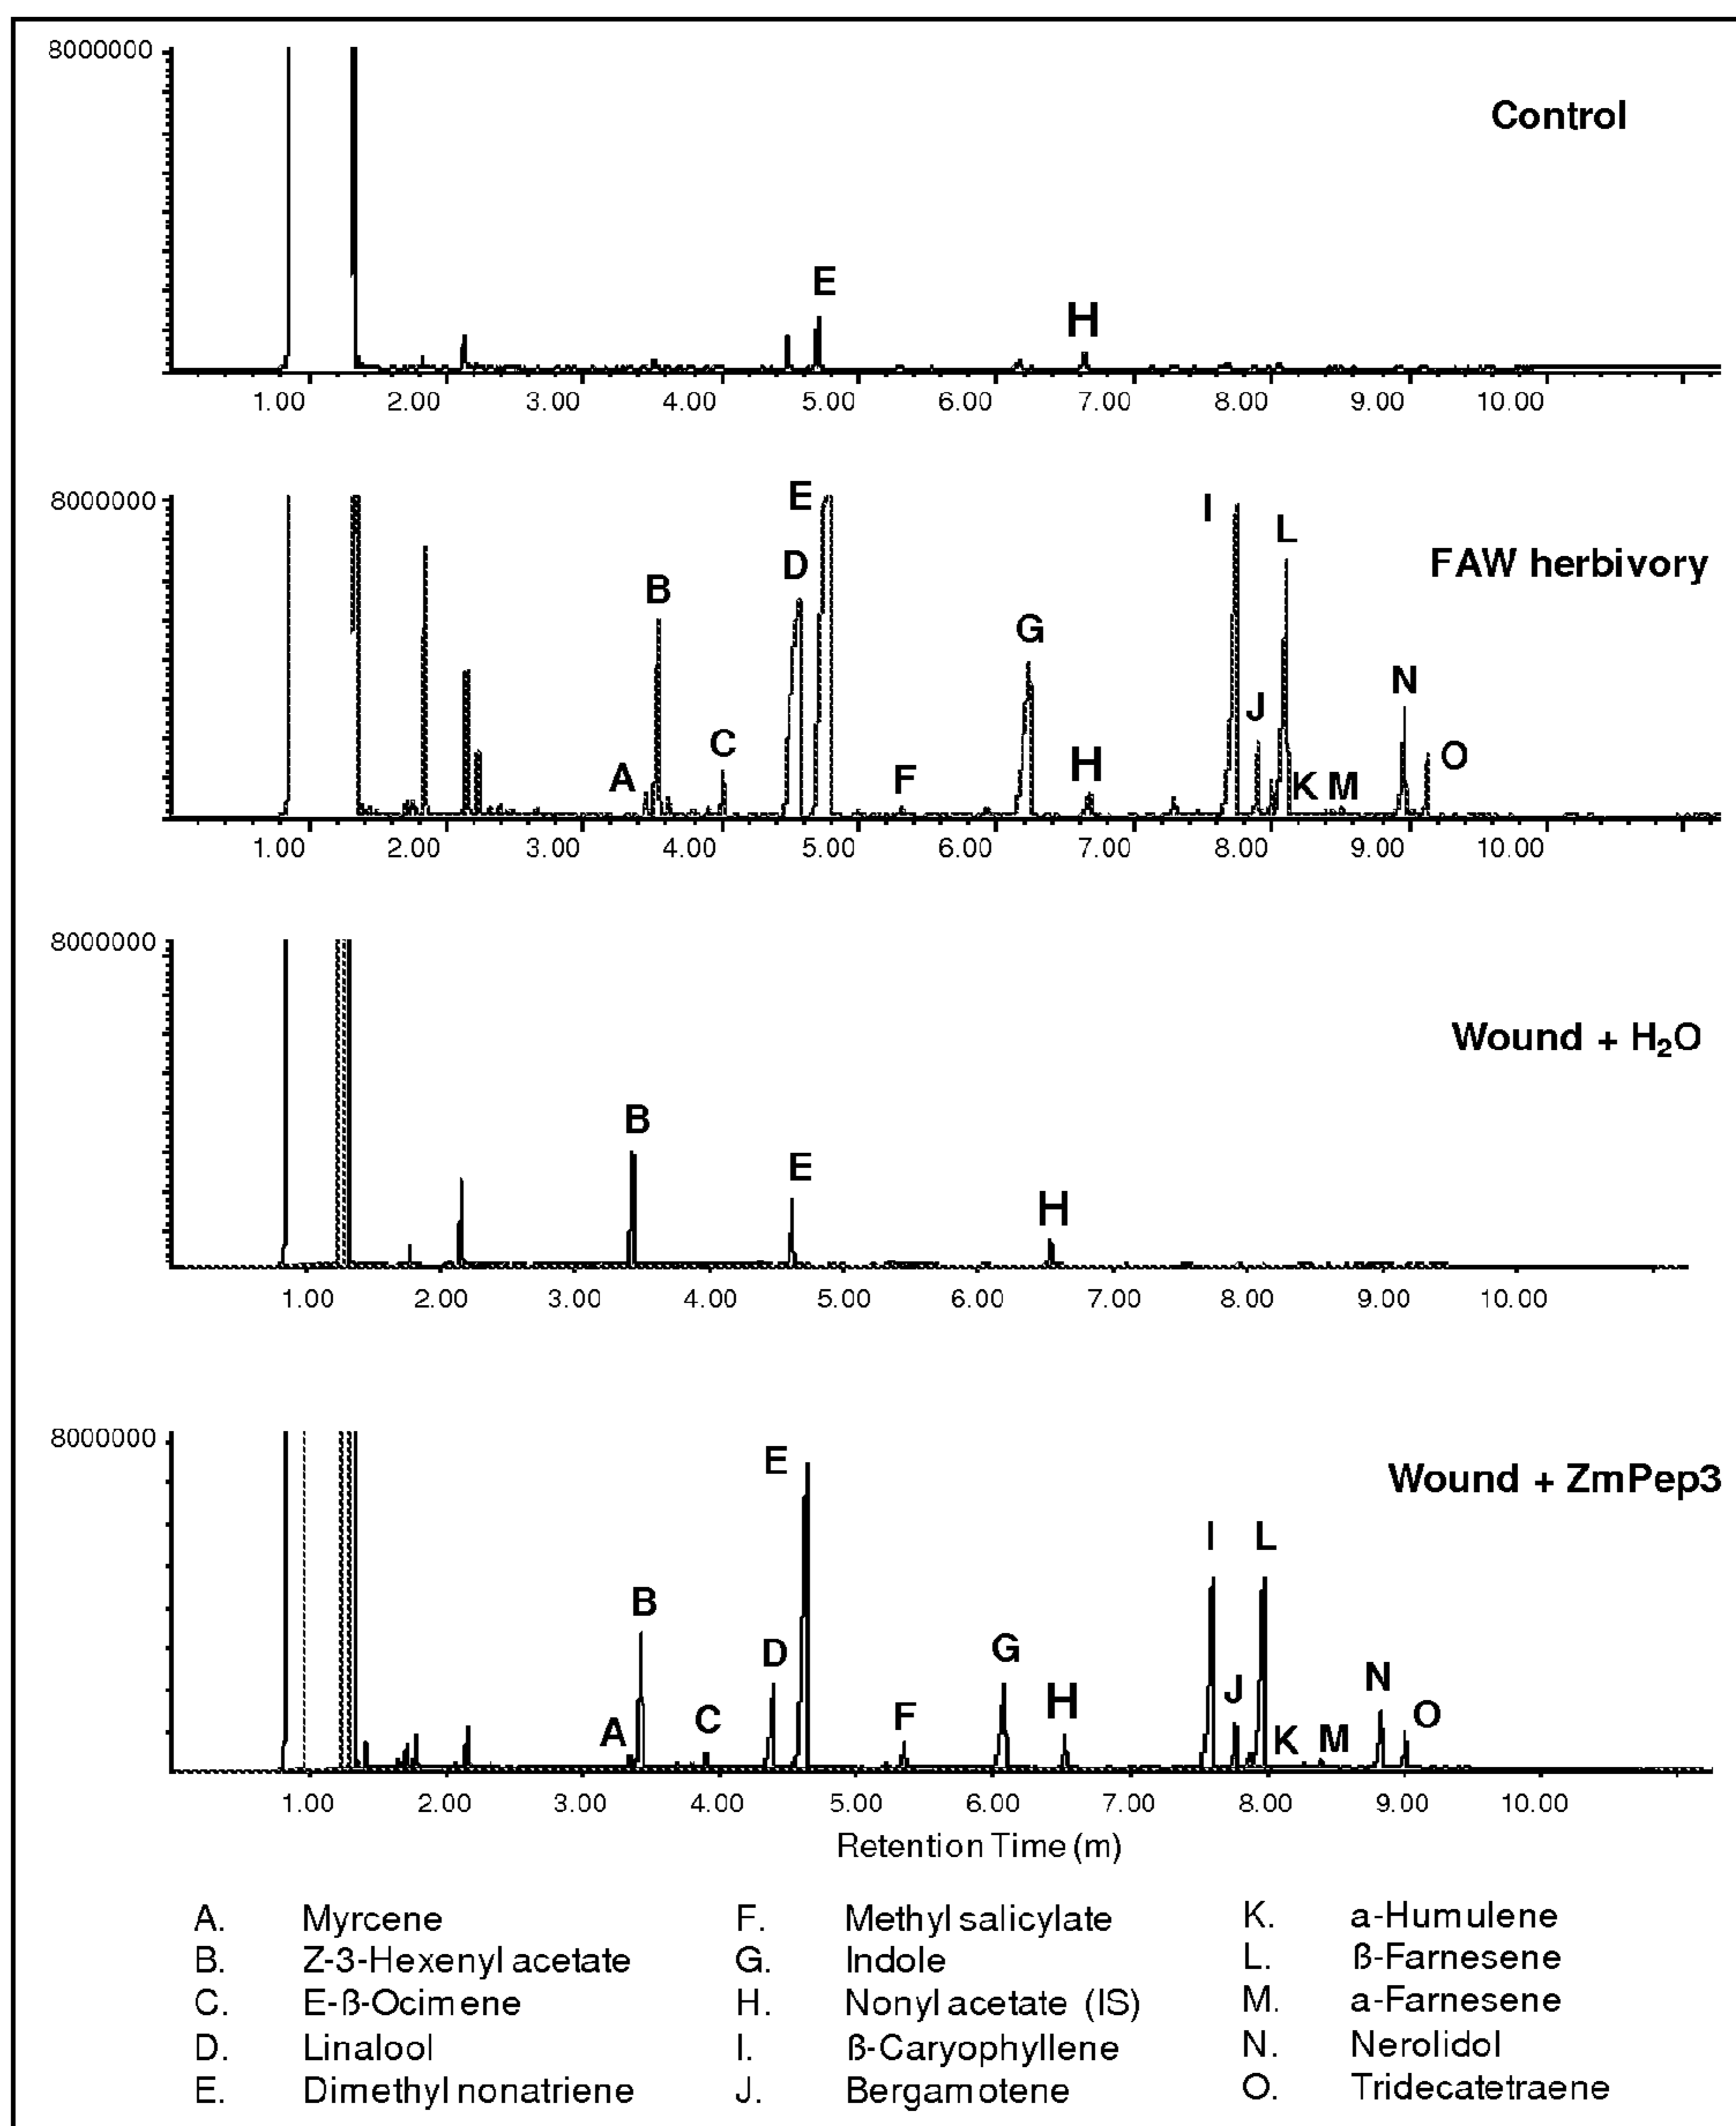 8000000
Control
E
H
1.00 2.00 3.00 4.00 5.00 6.00 7.00 8.00 9.00 10.00
8000000
FAW herbivory
A B C D E F G H I J L K M N O
1.00 2.00 3.00 4.00 5.00 6.00 7.00 8.00 9.00 10.00
8000000
Wound + H₂O
B E H
1.00 2.00 3.00 4.00 5.00 6.00 7.00 8.00 9.00 10.00
8000000
Wound + ZmPep3
A B C D E F G H I J L K M N O
1.00 2.00 3.00 4.00 5.00 6.00 7.00 8.00 9.00 10.00
Retention Time (m)
A. Myrcene
B. Z-3-Hexenyl acetate
C. E-ß-Ocimene
D. Linalool
E. Dimethyl nonatriene
F. Methyl salicylate
G. Indole
H. Nonyl acetate (IS)
I. ß-Caryophyllene
J. Bergamotene
K. a-Humulene
L. ß-Farnesene
M. a-Farnesene
N. Nerolidol
O. Tridecatetraene